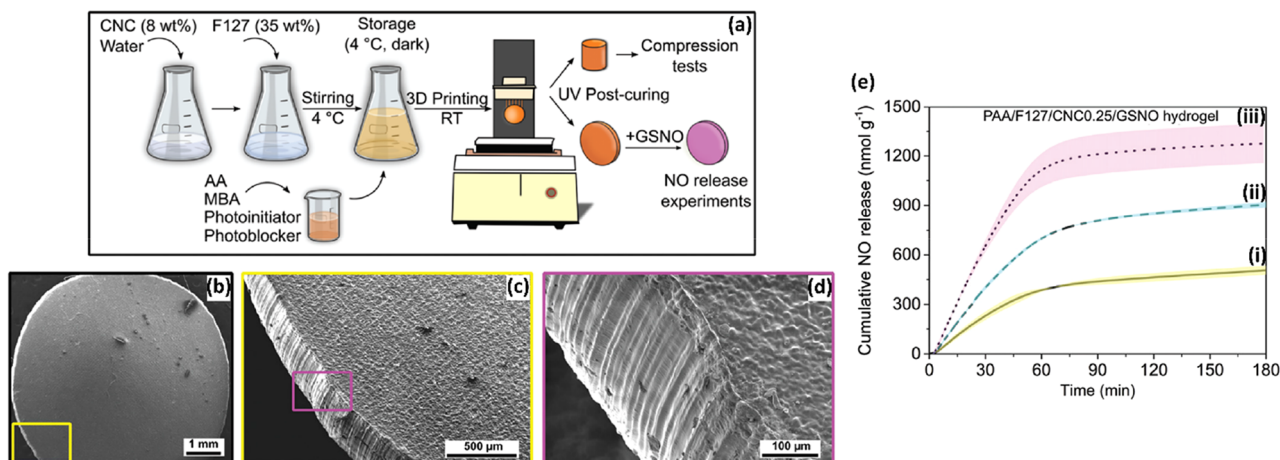 (a)
CNC (8 wt%)
Water
F127 (35 wt%)
Storage
(4 °C, dark)
Stirring
4 °C
3D Printing
RT
UV Post-curing
Compression
tests
+GSNO
NO release
experiments
AA
MBA
Photoinitiator
Photoblocker
(b)
1 mm
(c)
500 µm
(d)
100 µm
(e)
PAA/F127/CNC0.25/GSNO hydrogel
(iii)
(ii)
(i)
Cumulative NO release (nmol g⁻¹)
1500
1200
900
600
300
0
0 30 60 90 120 150 180
Time (min)